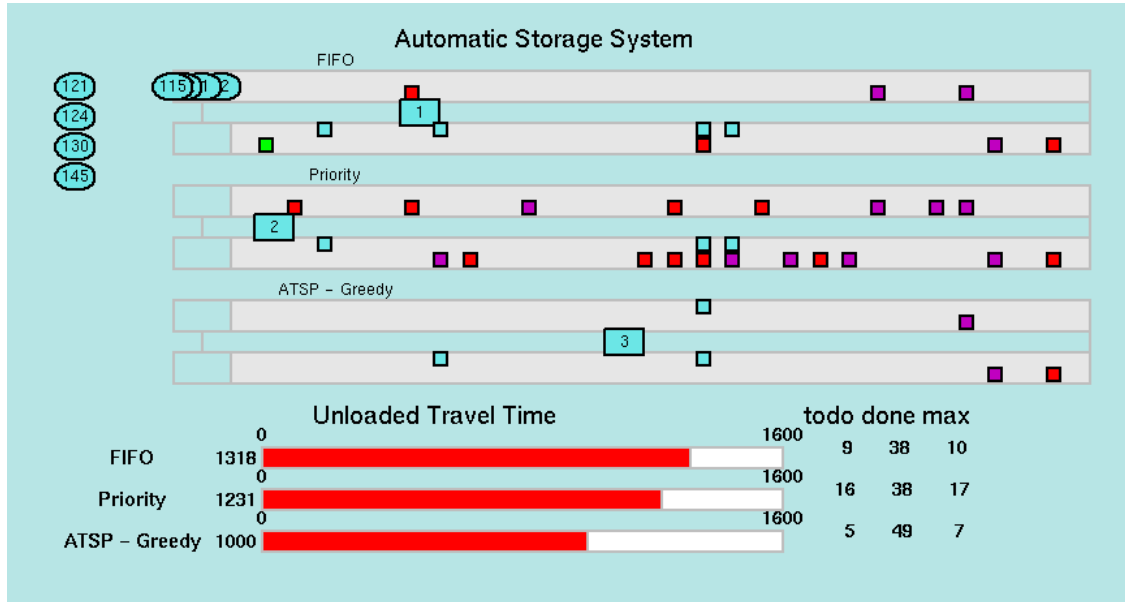 Automatic Storage System
FIFO
121
115 1 2
124
1
130
145
Priority
2
ATSP – Greedy
3
Unloaded Travel Time
todo done max
0 1600
FIFO 1318 9 38 10
0 1600
Priority 1231 16 38 17
0 1600
ATSP – Greedy 1000 5 49 7